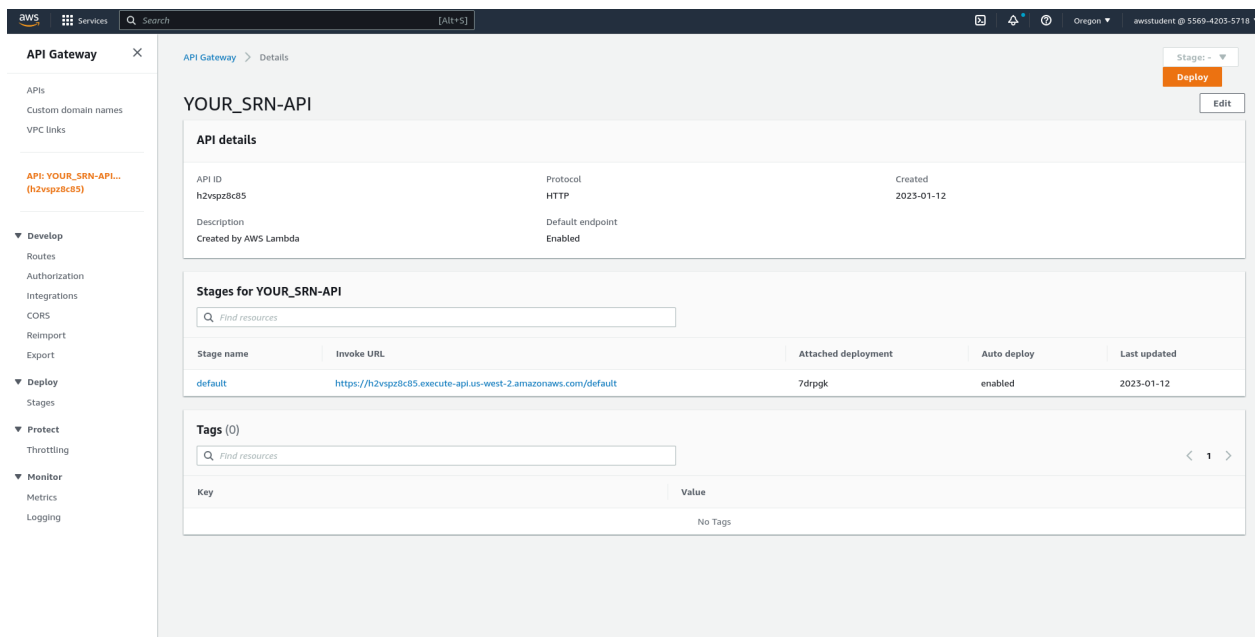 aws Services Search [Alt+S] Oregon ▼ awsstudent @ 5569-4203-5718
API Gateway
APIs
Custom domain names
VPC links
API: YOUR_SRN-API...
(h2vspz8c85)
▼ Develop
Routes
Authorization
Integrations
CORS
Reimport
Export
▼ Deploy
Stages
▼ Protect
Throttling
▼ Monitor
Metrics
Logging
API Gateway > Details
Stage: - ▼
Deploy
YOUR_SRN-API
Edit
API details
API ID Protocol Created
h2vspz8c85 HTTP 2023-01-12
Description Default endpoint
Created by AWS Lambda Enabled
Stages for YOUR_SRN-API
Find resources
Stage name Invoke URL Attached deployment Auto deploy Last updated
default https://h2vspz8c85.execute-api.us-west-2.amazonaws.com/default 7drpgk enabled 2023-01-12
Tags (0)
Find resources
< 1 >
Key Value
No Tags